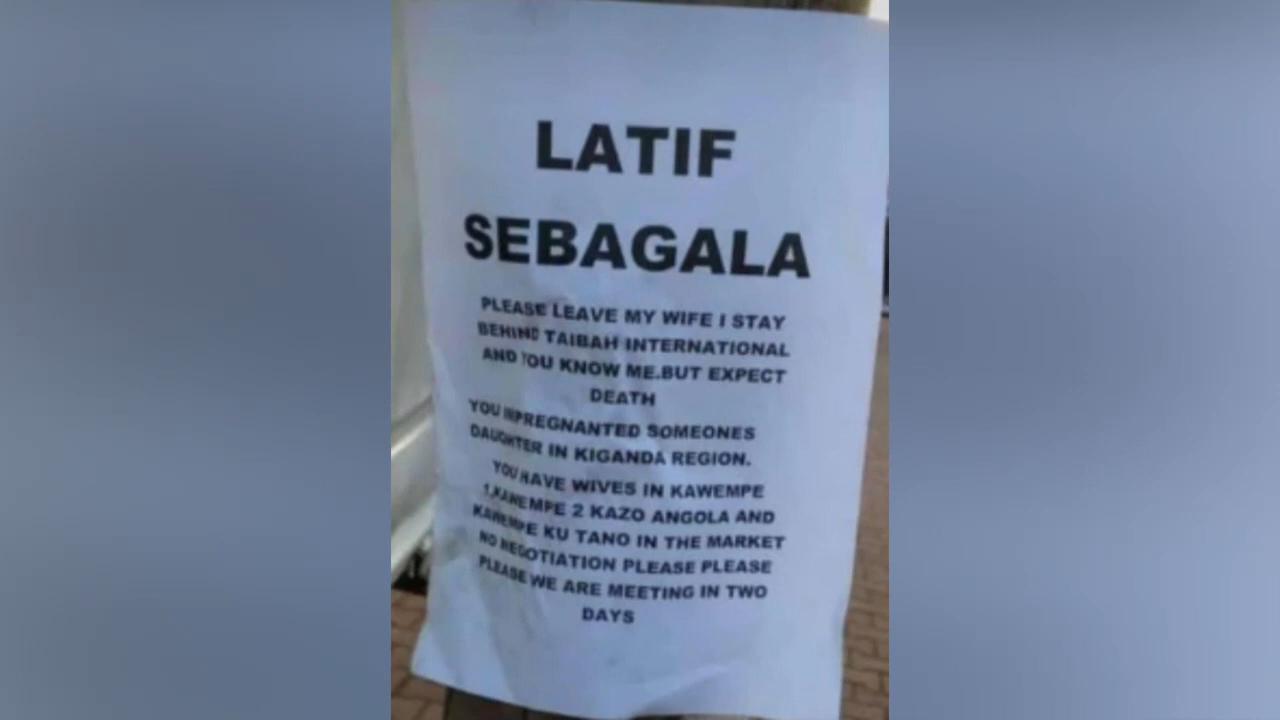 LATIF
SEBAGALA
PLEASE LEAVE MY WIFE I STAY
BEHIND TAIBAH INTERNATIONAL
AND YOU KNOW ME.BUT EXPECT
DEATH
YOU INPREGNANTED SOMEONES
DAUGHTER IN KIGANDA REGION.
YOU HAVE WIVES IN KAWEMPE
1,KAWEMPE 2 KAZO ANGOLA AND
KAWEMPE KU TANO IN THE MARKET
NO NEGOTIATION PLEASE PLEASE
PLEASE WE ARE MEETING IN TWO
DAYS